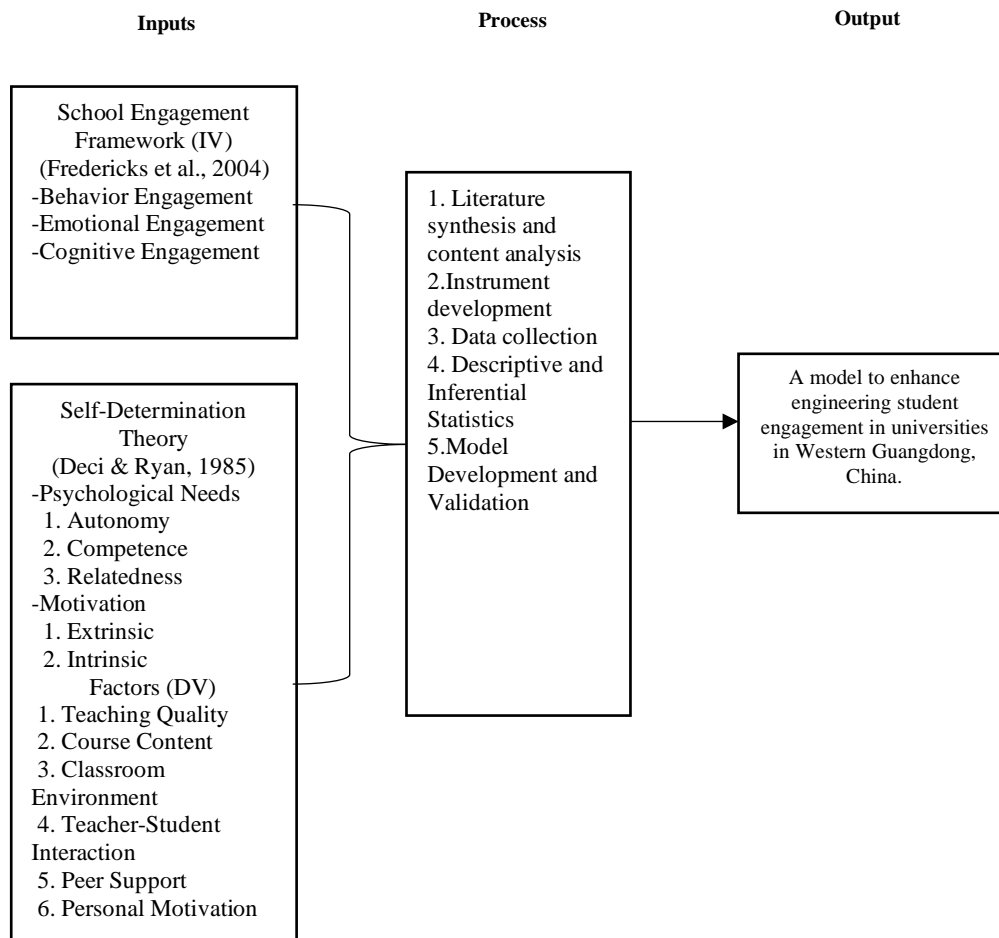 Inputs
Process
Output
School Engagement
Framework (IV)
(Fredericks et al., 2004)
-Behavior Engagement
-Emotional Engagement
-Cognitive Engagement
Self-Determination
Theory
(Deci & Ryan, 1985)
-Psychological Needs
1. Autonomy
2. Competence
3. Relatedness
-Motivation
1. Extrinsic
2. Intrinsic
Factors (DV)
1. Teaching Quality
2. Course Content
3. Classroom
Environment
4. Teacher-Student
Interaction
5. Peer Support
6. Personal Motivation
1. Literature
synthesis and
content analysis
2.Instrument
development
3. Data collection
4. Descriptive and
Inferential
Statistics
5.Model
Development and
Validation
A model to enhance
engineering student
engagement in universities
in Western Guangdong,
China.